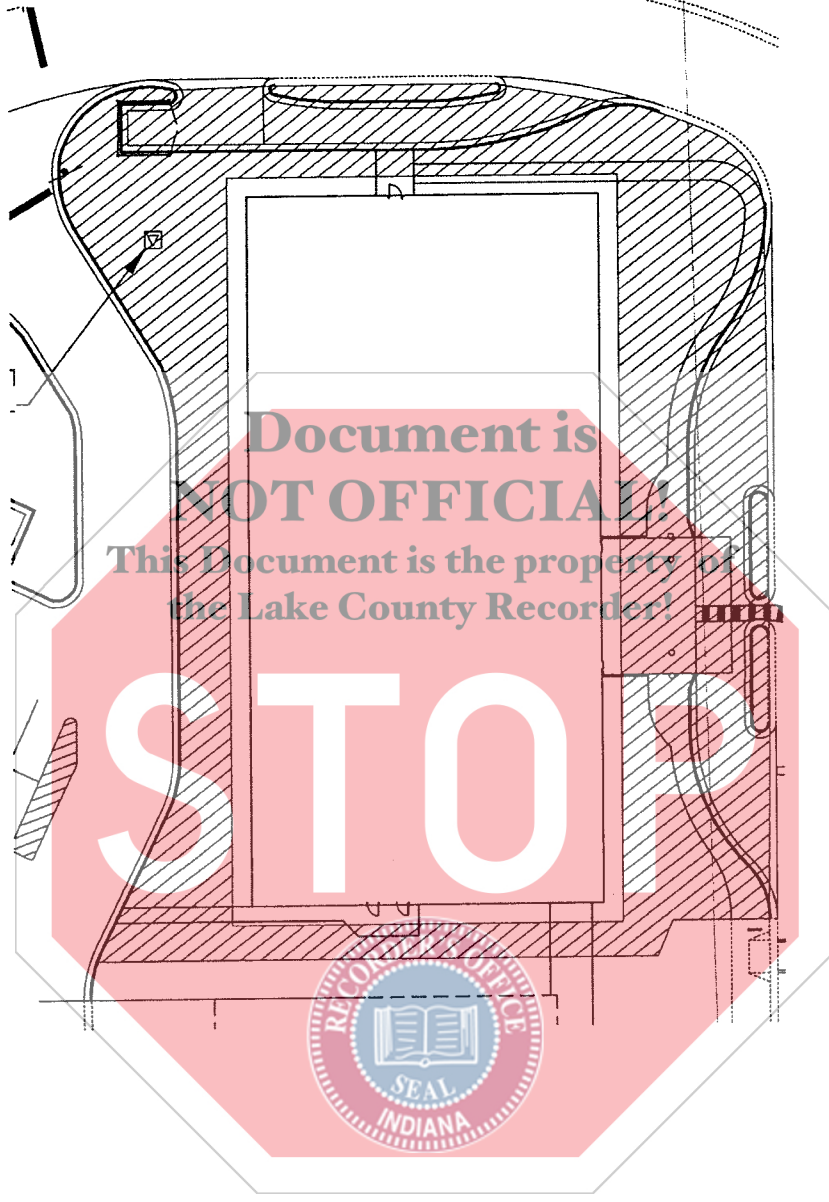 Document is
NOT OFFICIAL!
This Document is the property of
the Lake County Recorder!
STOP
RECORDER'S OFFICE
SEAL
INDIANA